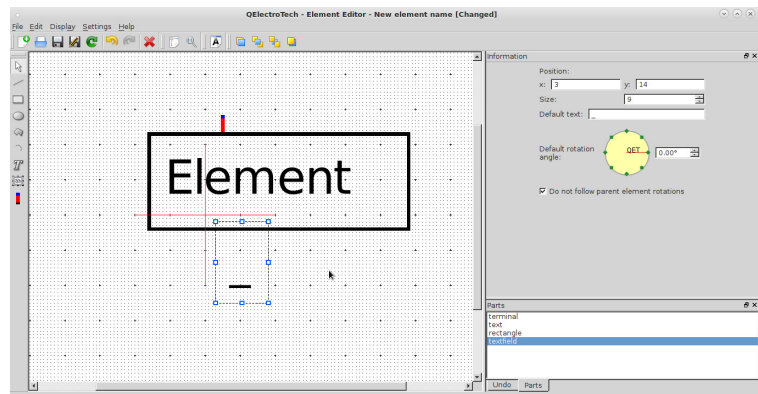 QElectroTech - Element Editor - New element name [Changed]
File Edit Display Settings Help
Information
Position:
x: 3 y: 14
Size: 9
Default text: _
Default rotation angle: QET 0.00°
Do not follow parent element rotations
Element
_
Parts
terminal
text
rectangle
textfield
Undo Parts